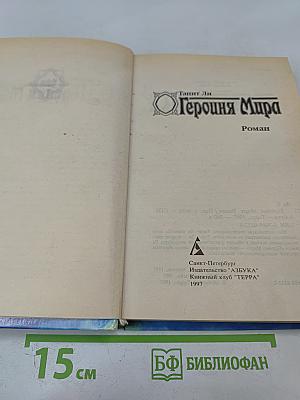 Танит Ли
Героиня Мира
Роман
Санкт-Петербург
Издательство "АЗБУКА"
Книжный клуб "ТЕРРА"
1997
15 см
БФ БИБЛИОФАН